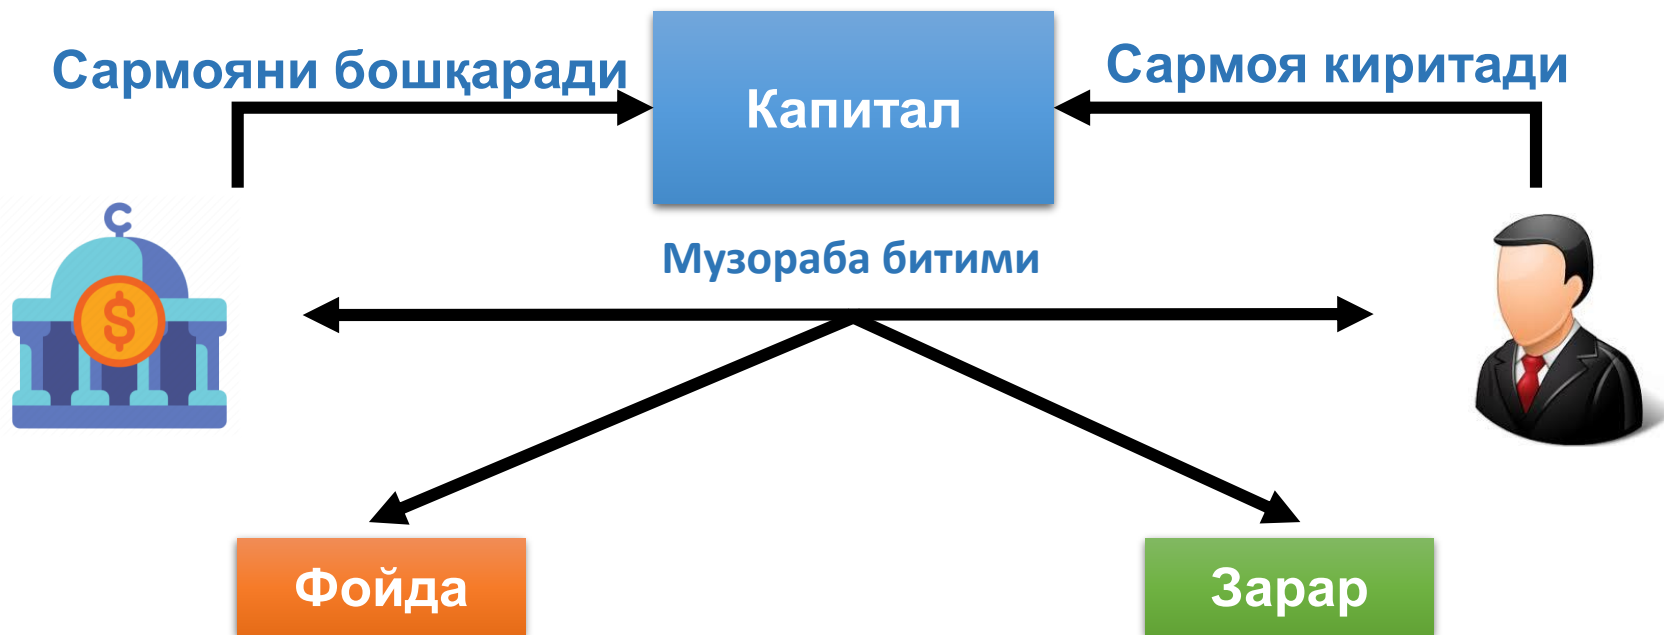 Сармояни бошқаради
Капитал
Сармоя киритади
Музораба битими
Фойда
Зарар